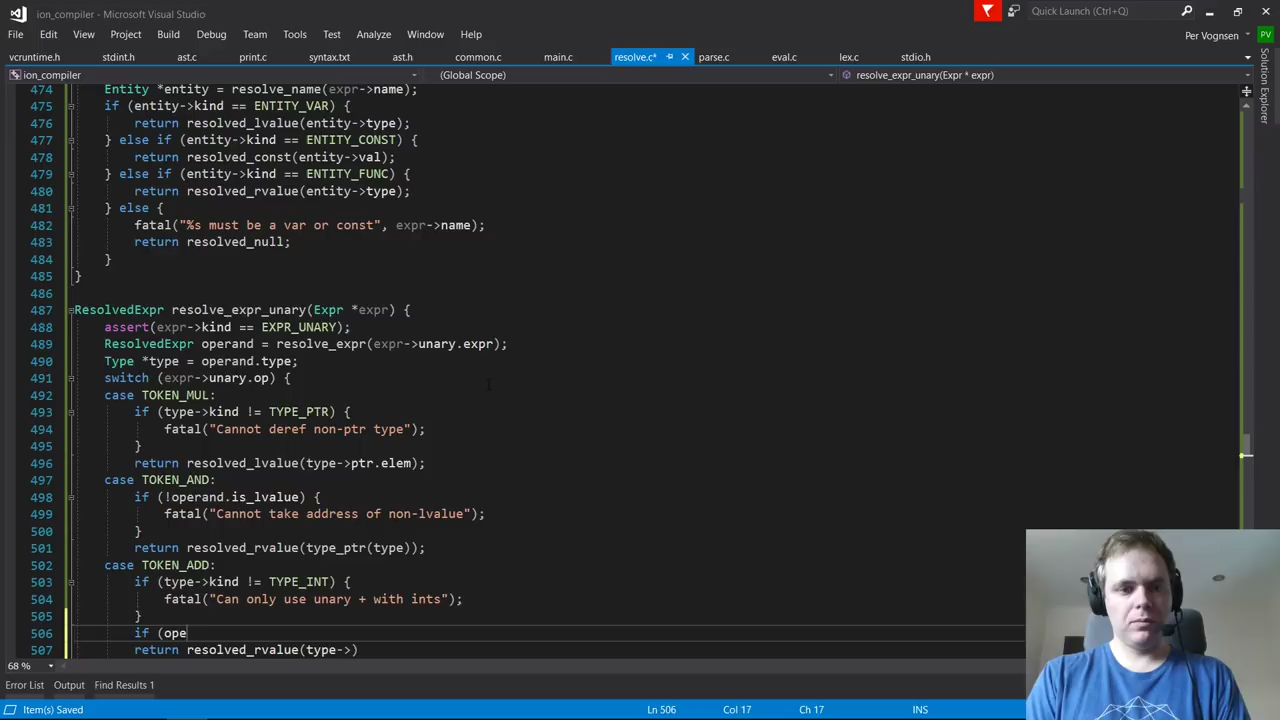 ion_compiler - Microsoft Visual Studio
Quick Launch (Ctrl+Q)
File Edit View Project Build Debug Team Tools Test Analyze Window Help
Per Vognsen PV
vcruntime.h stdint.h ast.c print.c syntax.txt ast.h common.c main.c resolve.c* parse.c eval.c lex.c stdio.h
ion_compiler (Global Scope) resolve_expr_unary(Expr * expr)
Solution Explorer
474 Entity *entity = resolve_name(expr->name);
475 if (entity->kind == ENTITY_VAR) {
476 return resolved_lvalue(entity->type);
477 } else if (entity->kind == ENTITY_CONST) {
478 return resolved_const(entity->val);
479 } else if (entity->kind == ENTITY_FUNC) {
480 return resolved_rvalue(entity->type);
481 } else {
482 fatal("%s must be a var or const", expr->name);
483 return resolved_null;
484 }
485 }
486
487 ResolvedExpr resolve_expr_unary(Expr *expr) {
488 assert(expr->kind == EXPR_UNARY);
489 ResolvedExpr operand = resolve_expr(expr->unary.expr);
490 Type *type = operand.type;
491 switch (expr->unary.op) {
492 case TOKEN_MUL:
493 if (type->kind != TYPE_PTR) {
494 fatal("Cannot deref non-ptr type");
495 }
496 return resolved_lvalue(type->ptr.elem);
497 case TOKEN_AND:
498 if (!operand.is_lvalue) {
499 fatal("Cannot take address of non-lvalue");
500 }
501 return resolved_rvalue(type_ptr(type));
502 case TOKEN_ADD:
503 if (type->kind != TYPE_INT) {
504 fatal("Can only use unary + with ints");
505 }
506 if (ope
507 return resolved_rvalue(type->)
68 %
Error List Output Find Results 1
Item(s) Saved Ln 506 Col 17 Ch 17 INS